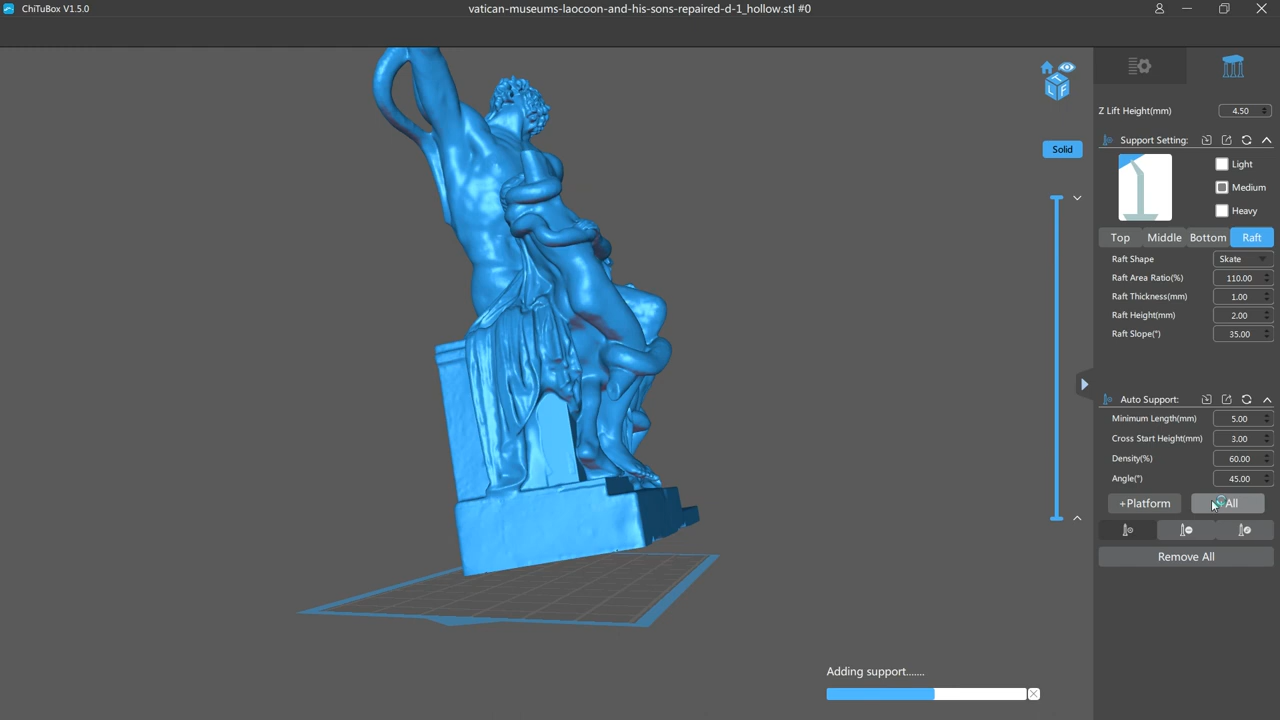 ChiTuBox V1.5.0
vatican-museums-laocoon-and-his-sons-repaired-d-1_hollow.stl #0
Z Lift Height(mm) 4.50
Support Setting:
Light
Medium
Heavy
Solid
Top Middle Bottom Raft
Raft Shape Skate
Raft Area Ratio(%) 110.00
Raft Thickness(mm) 1.00
Raft Height(mm) 2.00
Raft Slope(°) 35.00
Auto Support:
Minimum Length(mm) 5.00
Cross Start Height(mm) 3.00
Density(%) 60.00
Angle(°) 45.00
+Platform +All
Remove All
Adding support.......